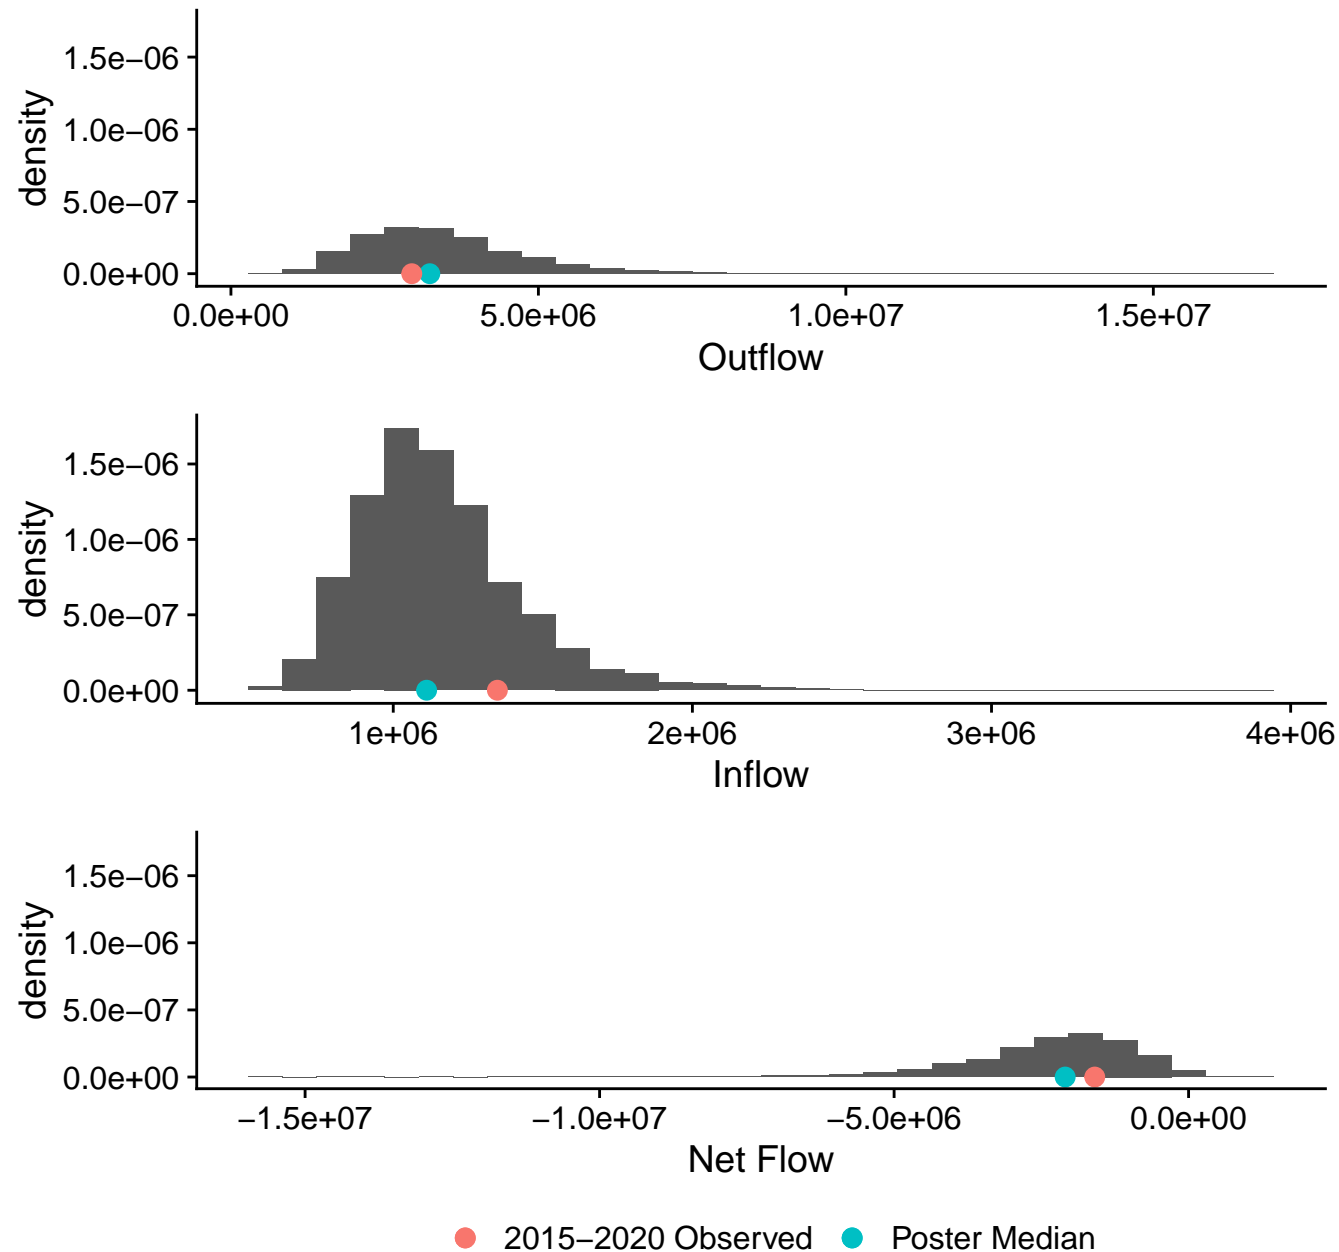 density
1.5e−06
1.0e−06
5.0e−07
0.0e+00
0.0e+00 5.0e+06 1.0e+07 1.5e+07
Outflow
density
1.5e−06
1.0e−06
5.0e−07
0.0e+00
1e+06 2e+06 3e+06 4e+06
Inflow
density
1.5e−06
1.0e−06
5.0e−07
0.0e+00
−1.5e+07 −1.0e+07 −5.0e+06 0.0e+00
Net Flow
2015−2020 Observed Poster Median